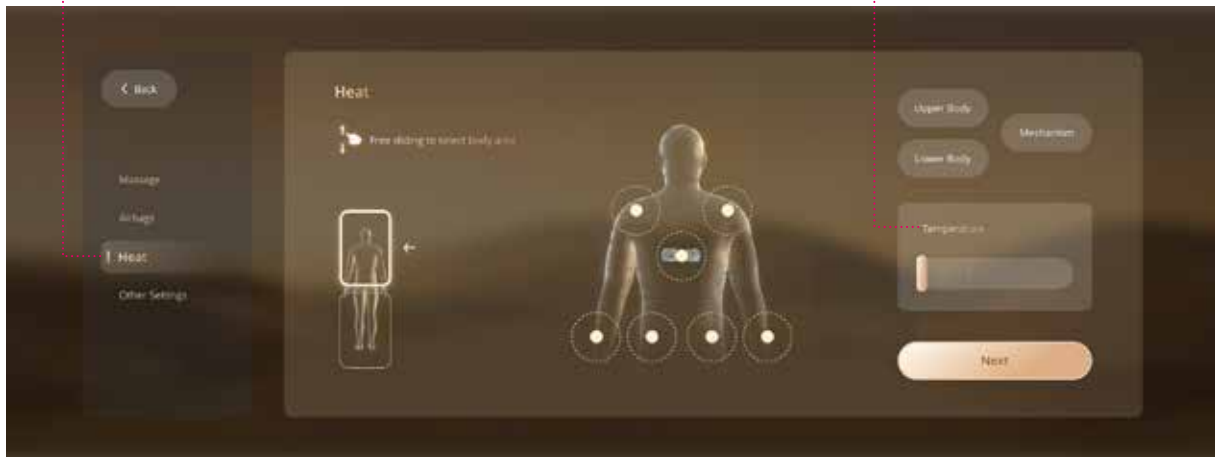 Back
Massage
Airbags
Heat
Other Settings
Heat
Free sliding to select body area
Upper Body
Mechanism
Lower Body
Temperature
Next